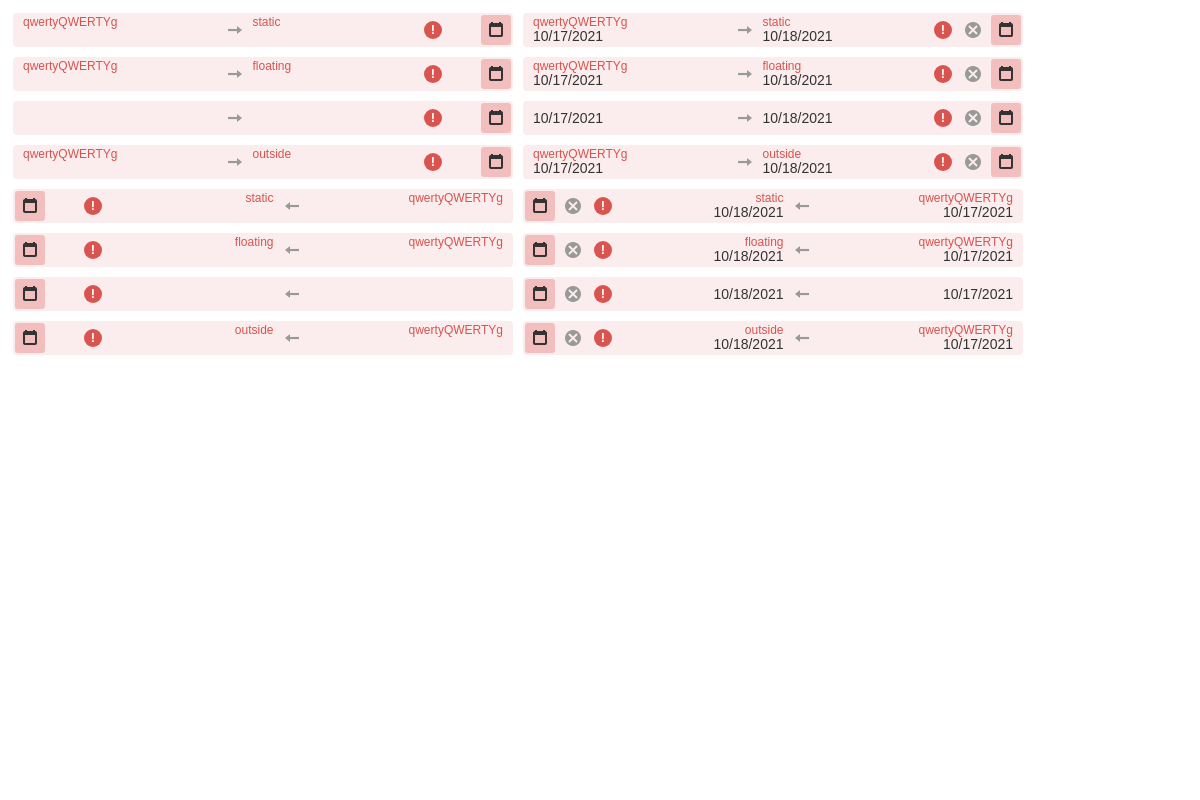 qwertyQWERTYg static qwertyQWERTYg static
10/17/2021 10/18/2021
qwertyQWERTYg floating qwertyQWERTYg floating
10/17/2021 10/18/2021
10/17/2021 10/18/2021
qwertyQWERTYg outside qwertyQWERTYg outside
10/17/2021 10/18/2021
static qwertyQWERTYg static qwertyQWERTYg
10/18/2021 10/17/2021
floating qwertyQWERTYg floating qwertyQWERTYg
10/18/2021 10/17/2021
10/18/2021 10/17/2021
outside qwertyQWERTYg outside qwertyQWERTYg
10/18/2021 10/17/2021